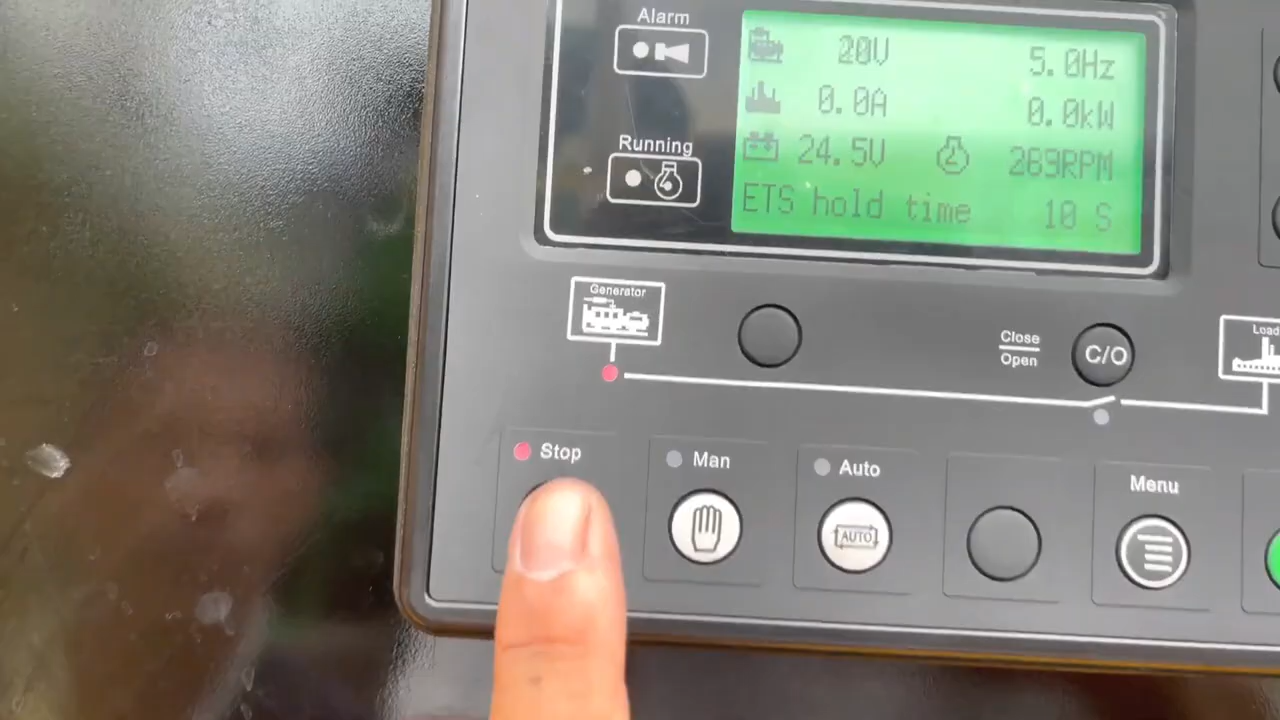 Alarm
20V 5.0Hz
0.0A 0.0kW
Running
24.5V 269RPM
ETS hold time 10 S
Generator
Close
Open
C/O
Load
Stop
Man
Auto
AUTO
Menu